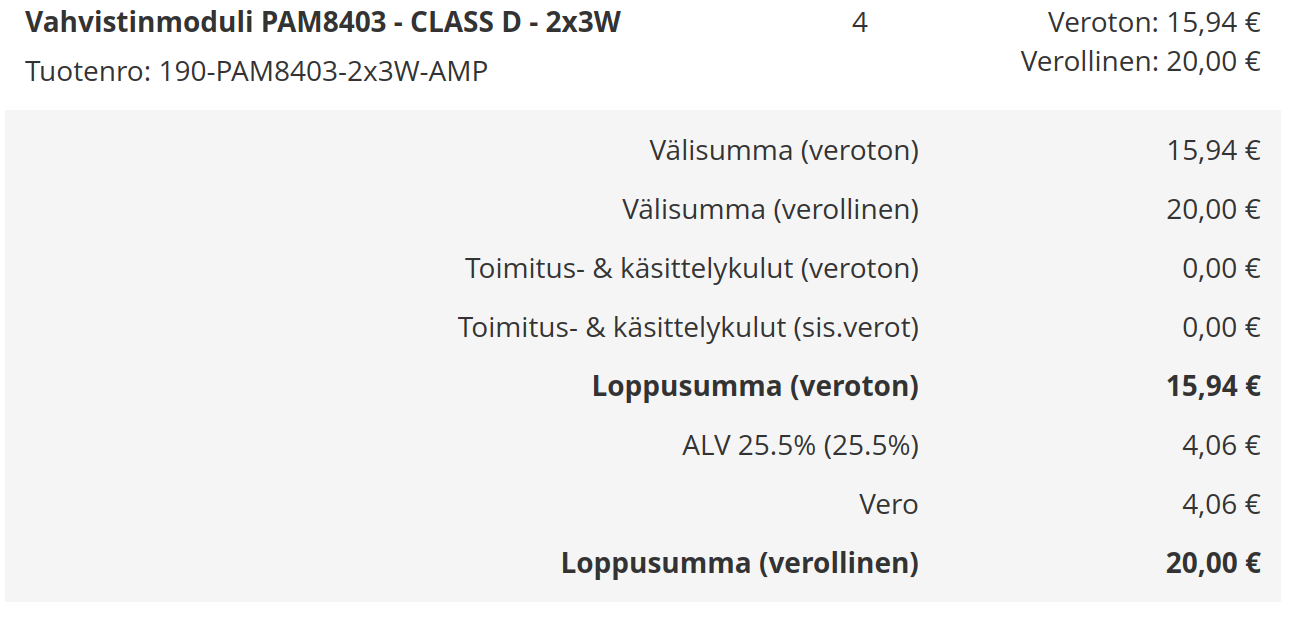 Vahvistinmoduli PAM8403 - CLASS D - 2x3W 4 Veroton: 15,94 €
Tuotenro: 190-PAM8403-2x3W-AMP Verollinen: 20,00 €
Välisumma (veroton) 15,94 €
Välisumma (verollinen) 20,00 €
Toimitus- & käsittelykulut (veroton) 0,00 €
Toimitus- & käsittelykulut (sis.verot) 0,00 €
Loppusumma (veroton) 15,94 €
ALV 25.5% (25.5%) 4,06 €
Vero 4,06 €
Loppusumma (verollinen) 20,00 €